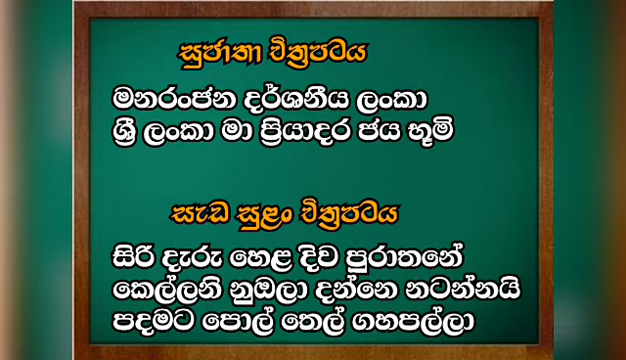 සුජාතා චිත්‍රපටය
මනරංජන දර්ශනීය ලංකා
ශ්‍රී ලංකා මා ප්‍රියාදර ජය භූමි
සැඩ සුළං චිත්‍රපටය
සිරි දැරු හෙළ දිව පුරාතනේ
කෙල්ලනි නුඹලා දන්නෙ නටන්නයි
පදමට පොල් තෙල් ගහපල්ලා